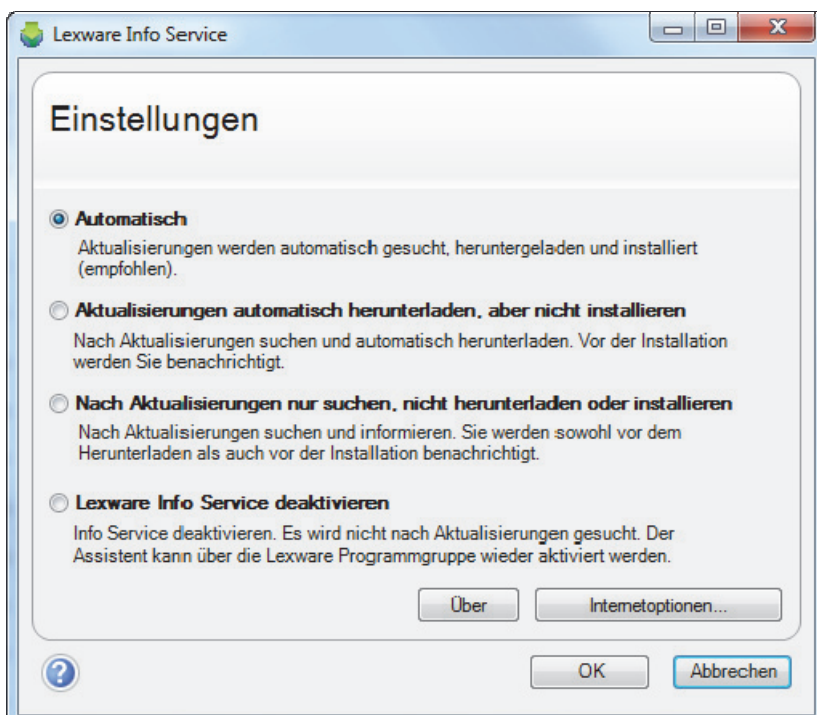 Lexware Info Service
Einstellungen
Automatisch
Aktualisierungen werden automatisch gesucht, heruntergeladen und installiert
(empfohlen).
Aktualisierungen automatisch herunterladen, aber nicht installieren
Nach Aktualisierungen suchen und automatisch herunterladen. Vor der Installation
werden Sie benachrichtigt.
Nach Aktualisierungen nur suchen, nicht herunterladen oder installieren
Nach Aktualisierungen suchen und informieren. Sie werden sowohl vor dem
Herunterladen als auch vor der Installation benachrichtigt.
Lexware Info Service deaktivieren
Info Service deaktivieren. Es wird nicht nach Aktualisierungen gesucht. Der
Assistent kann über die Lexware Programmgruppe wieder aktiviert werden.
Über Internetoptionen...
? OK Abbrechen